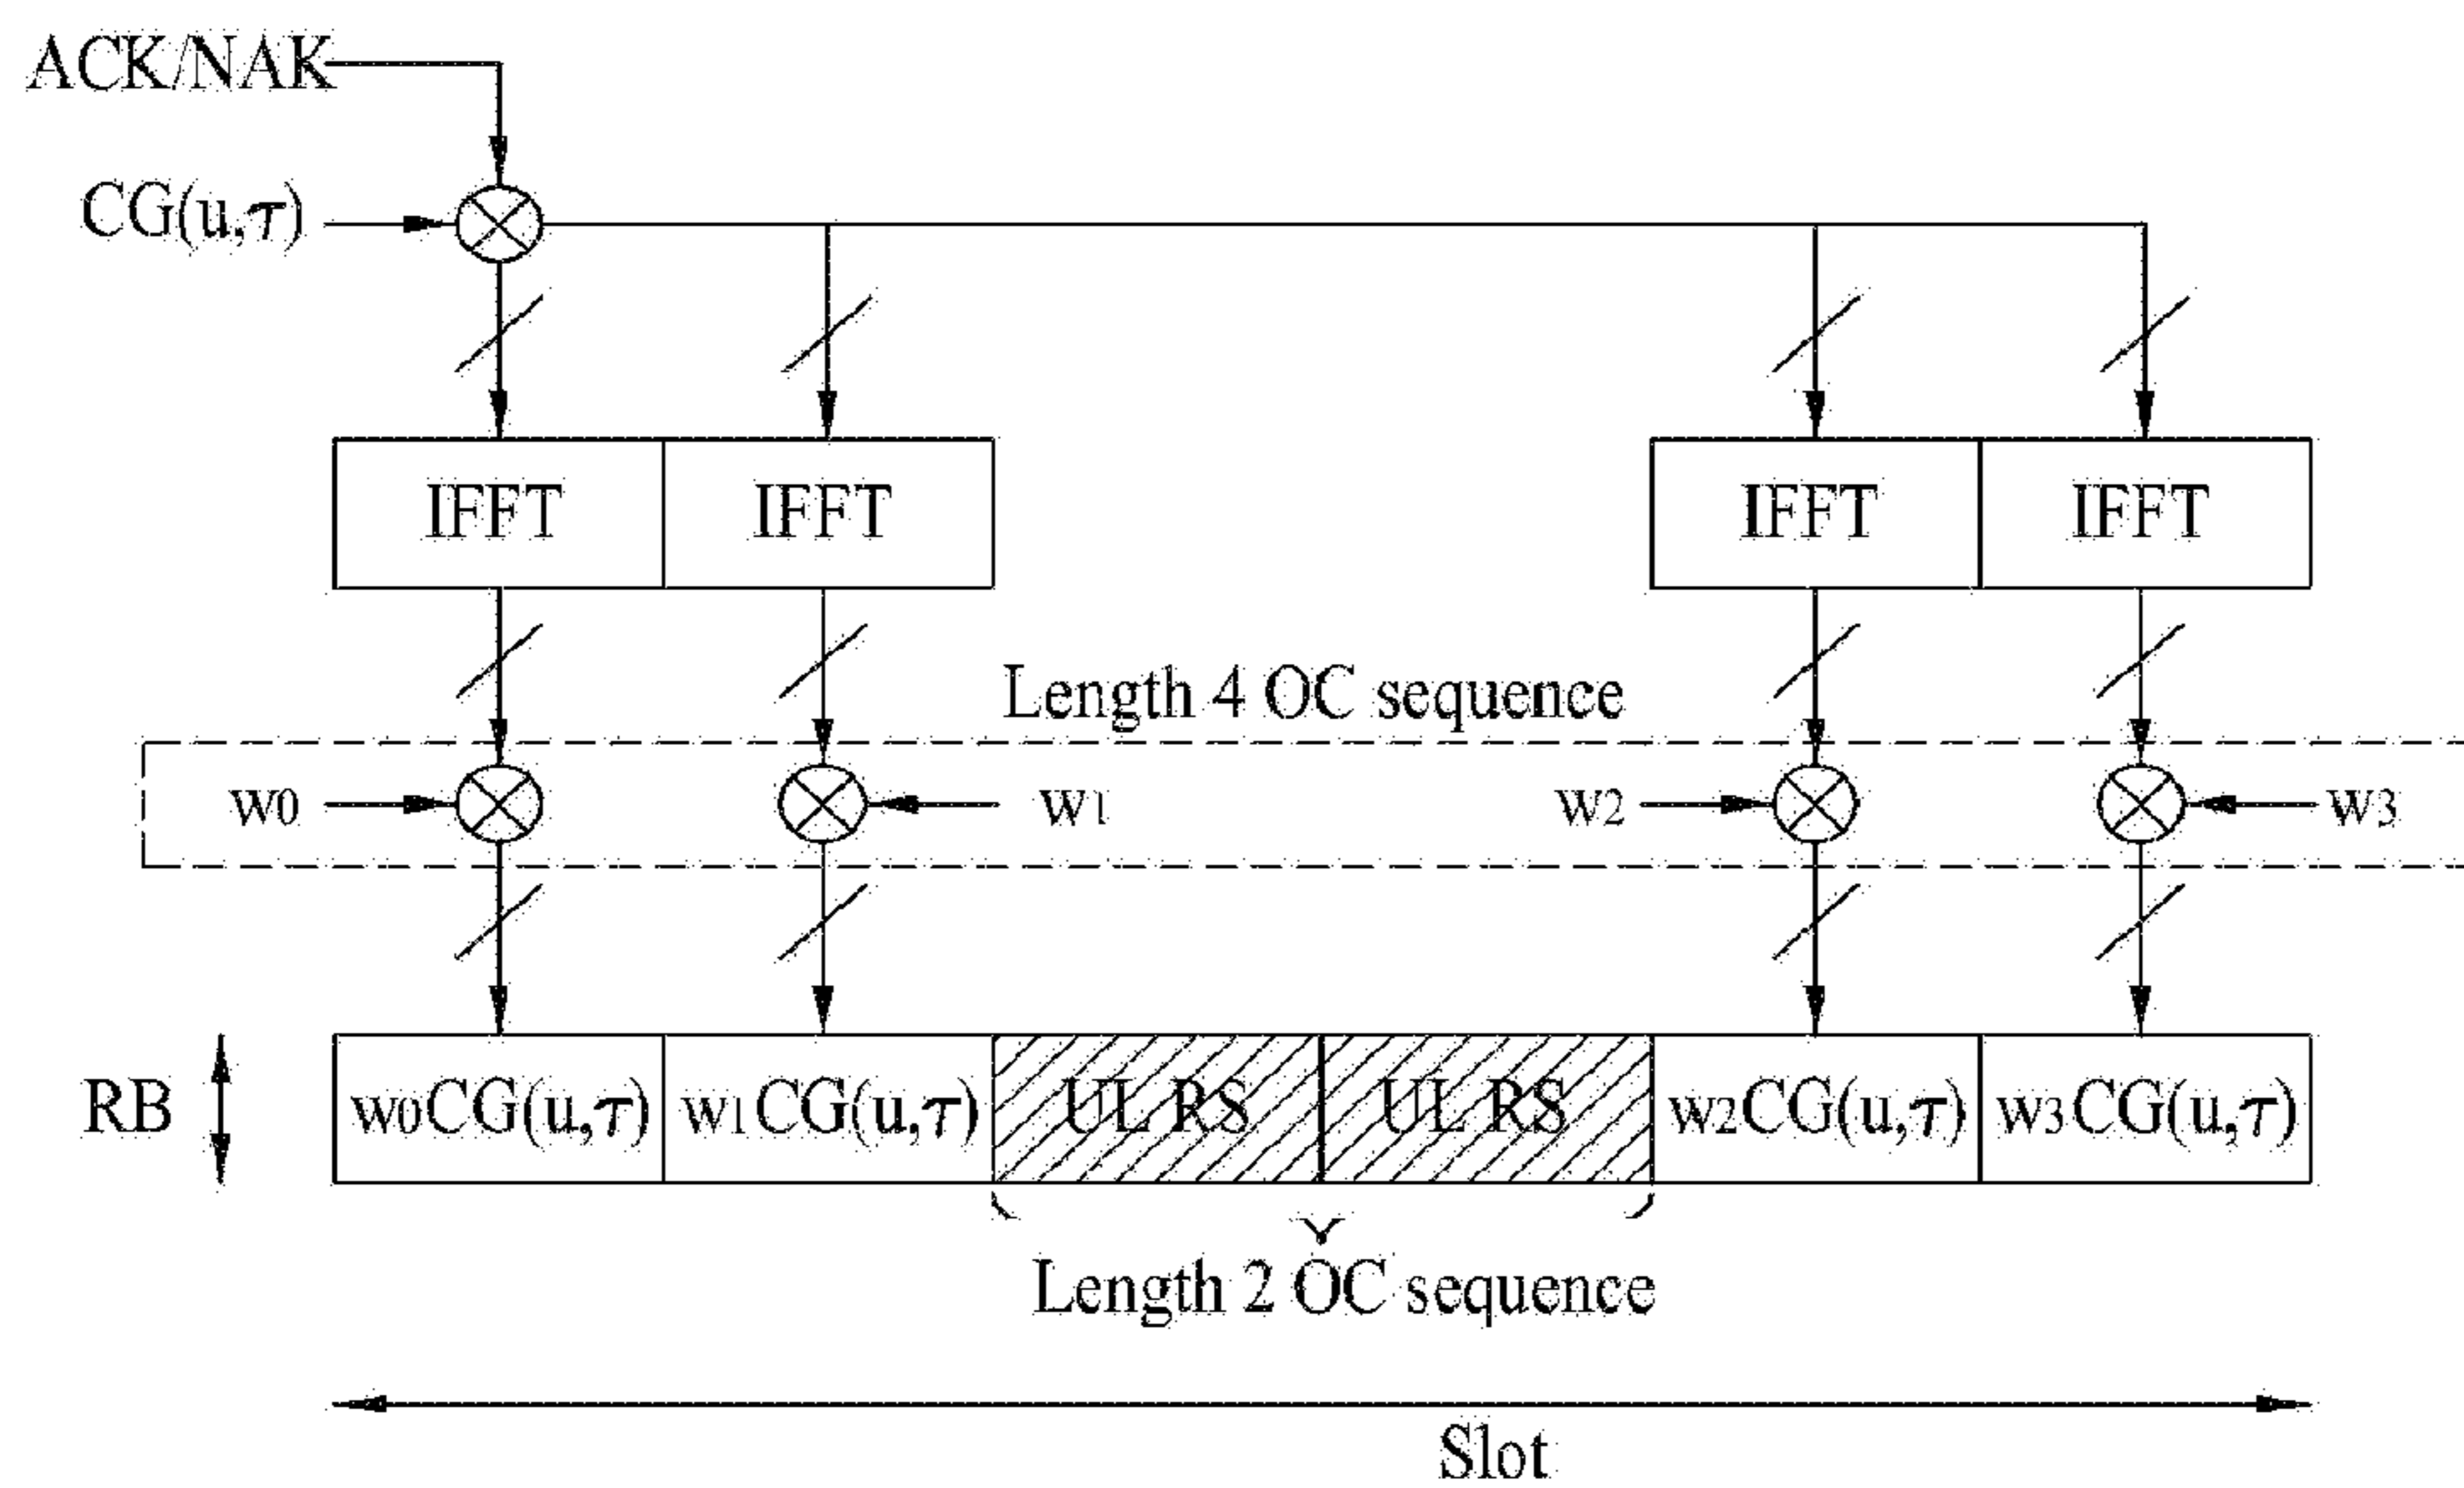 ACK/NAK
CG(u,τ)
IFFT IFFT IFFT IFFT
Length 4 OC sequence
w0 w1 w2 w3
RB w0CG(u,τ) w1CG(u,τ) UL RS UL RS w2CG(u,τ) w3CG(u,τ)
Length 2 OC sequence
Slot